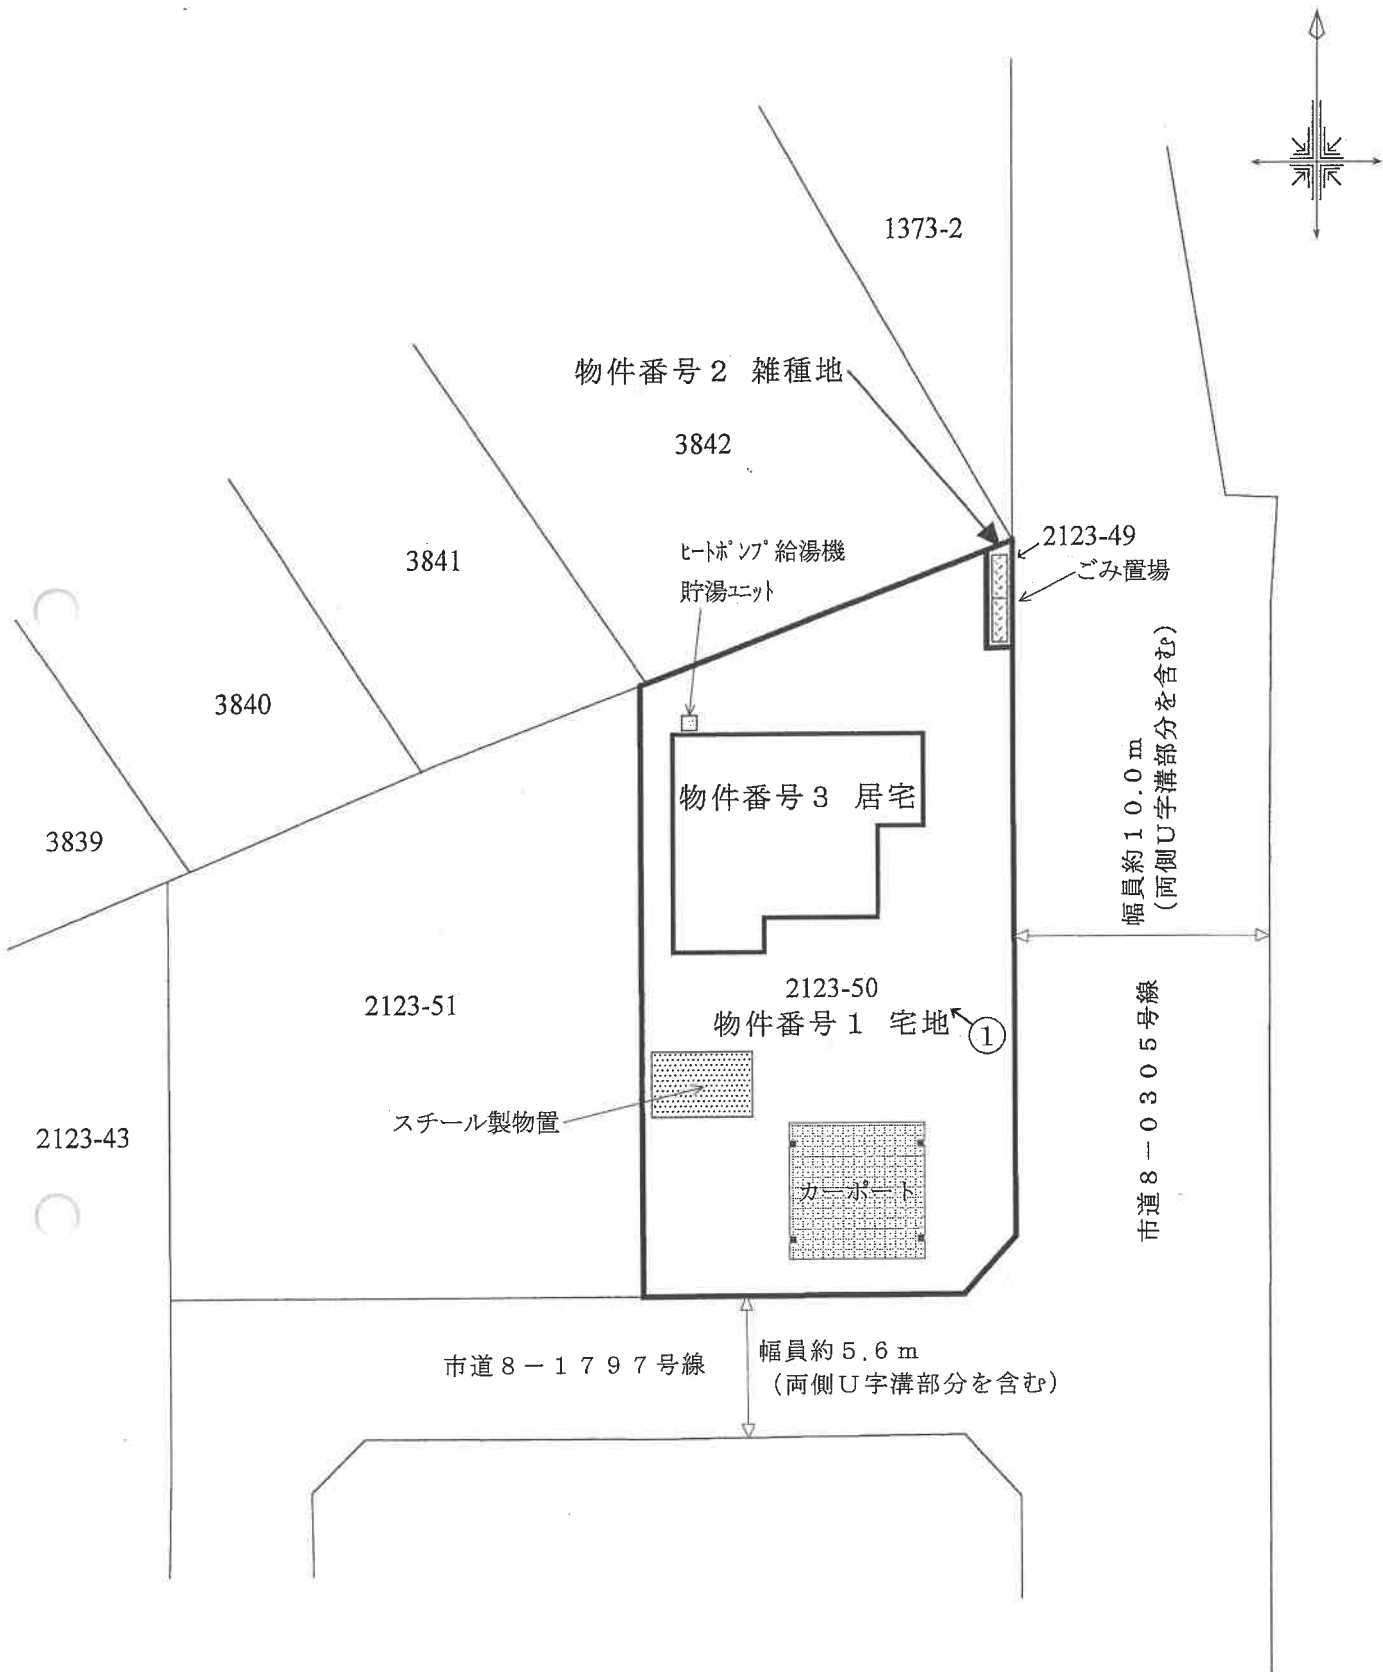 1373-2
物件番号２ 雑種地
3842
2123-49
ごみ置場
ﾋｰﾄﾎﾟﾝﾌﾟ給湯機
貯湯ﾕﾆｯﾄ
3841
3840
3839
物件番号３ 居宅
幅員約１０.０ｍ
（両側Ｕ字溝部分を含む）
2123-51
2123-50
物件番号１ 宅地
①
市道８－０３０５号線
スチール製物置
2123-43
カーポート
市道８－１７９７号線
幅員約５.６ｍ
（両側Ｕ字溝部分を含む）